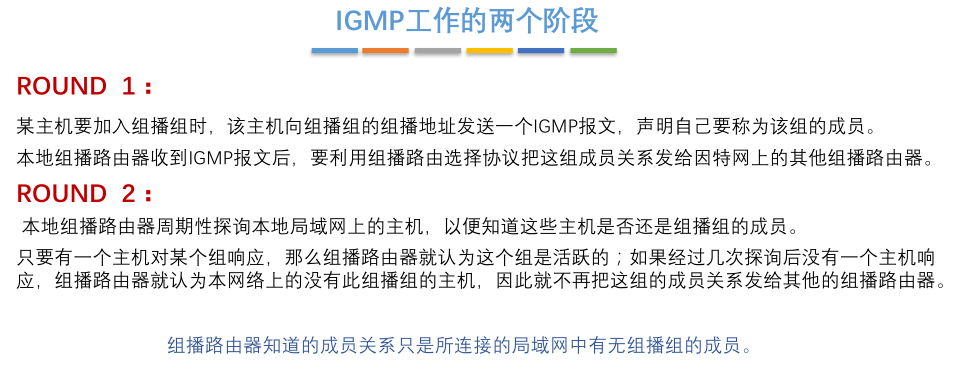 IGMP工作的两个阶段
ROUND 1：
某主机要加入组播组时，该主机向组播组的组播地址发送一个IGMP报文，声明自己要称为该组的成员。
本地组播路由器收到IGMP报文后，要利用组播路由选择协议把这组成员关系发给因特网上的其他组播路由器。
ROUND 2：
本地组播路由器周期性探询本地局域网上的主机，以便知道这些主机是否还是组播组的成员。
只要有一个主机对某个组响应，那么组播路由器就认为这个组是活跃的；如果经过几次探询后没有一个主机响
应，组播路由器就认为本网络上的没有此组播组的主机，因此就不再把这组的成员关系发给其他的组播路由器。
组播路由器知道的成员关系只是所连接的局域网中有无组播组的成员。